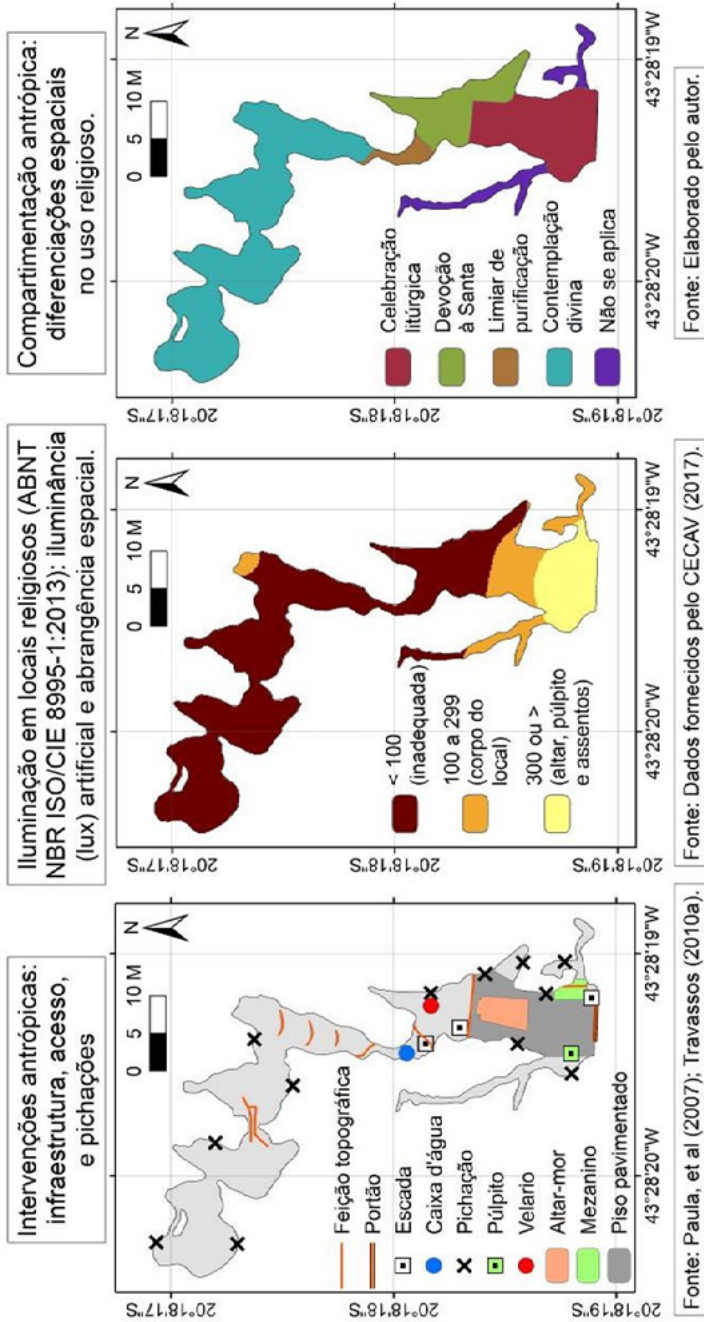 Intervenções antrópicas:
infraestrutura, acesso,
e pichações
N
0 5 10 M
20°18'17"S
20°18'18"S
20°18'19"S
43°28'20"W
43°28'19"W
Feição topográfica
Portão
Escada
Caixa d'água
Pichação
Púlpito
Velario
Altar-mor
Mezanino
Piso pavimentado
Fonte: Paula, et al (2007); Travassos (2010a).
Iluminação em locais religiosos (ABNT
NBR ISO/CIE 8995-1:2013): iluminância
(lux) artificial e abrangência espacial.
N
0 5 10 M
20°18'17"S
20°18'18"S
20°18'19"S
43°28'20"W
43°28'19"W
< 100
(inadequada)
100 a 299
(corpo do
local)
300 ou >
(altar, púlpito
e assentos)
Fonte: Dados fornecidos pelo CECAV (2017).
Compartimentação antrópica:
diferenciações espaciais
no uso religioso.
N
0 5 10 M
20°18'17"S
20°18'18"S
20°18'19"S
43°28'20"W
43°28'19"W
Celebração
litúrgica
Devoção
à Santa
Limiar de
purificação
Contemplação
divina
Não se aplica
Fonte: Elaborado pelo autor.